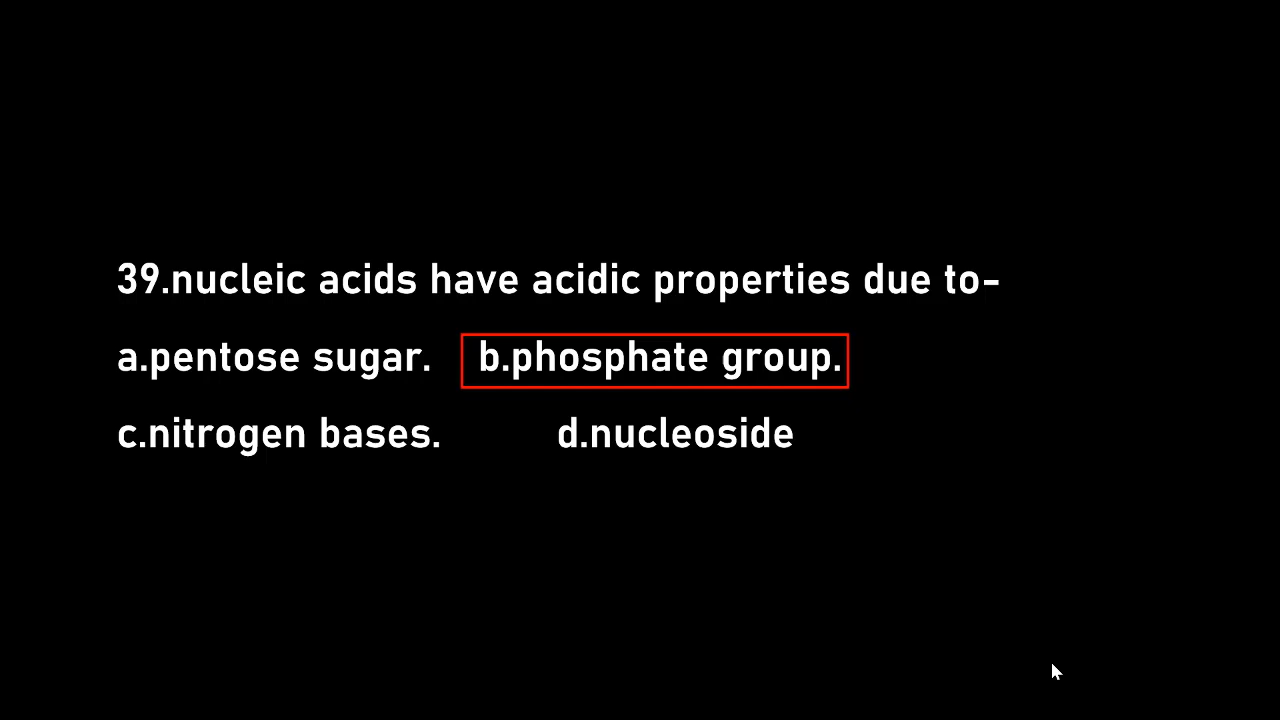 39.nucleic acids have acidic properties due to-
a.pentose sugar. b.phosphate group.
c.nitrogen bases. d.nucleoside